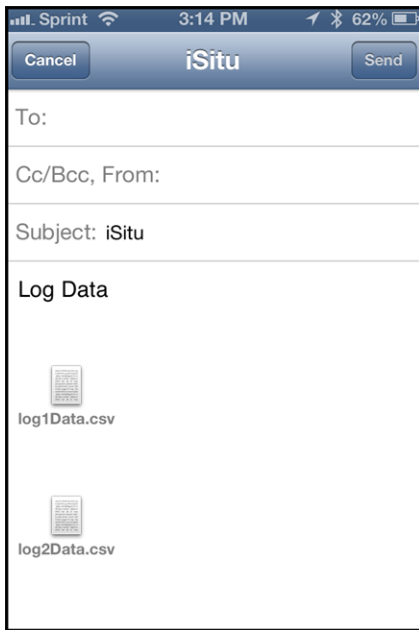 Sprint 3:14 PM 62%
Cancel iSitu Send
To:
Cc/Bcc, From:
Subject: iSitu
Log Data
log1Data.csv
log2Data.csv